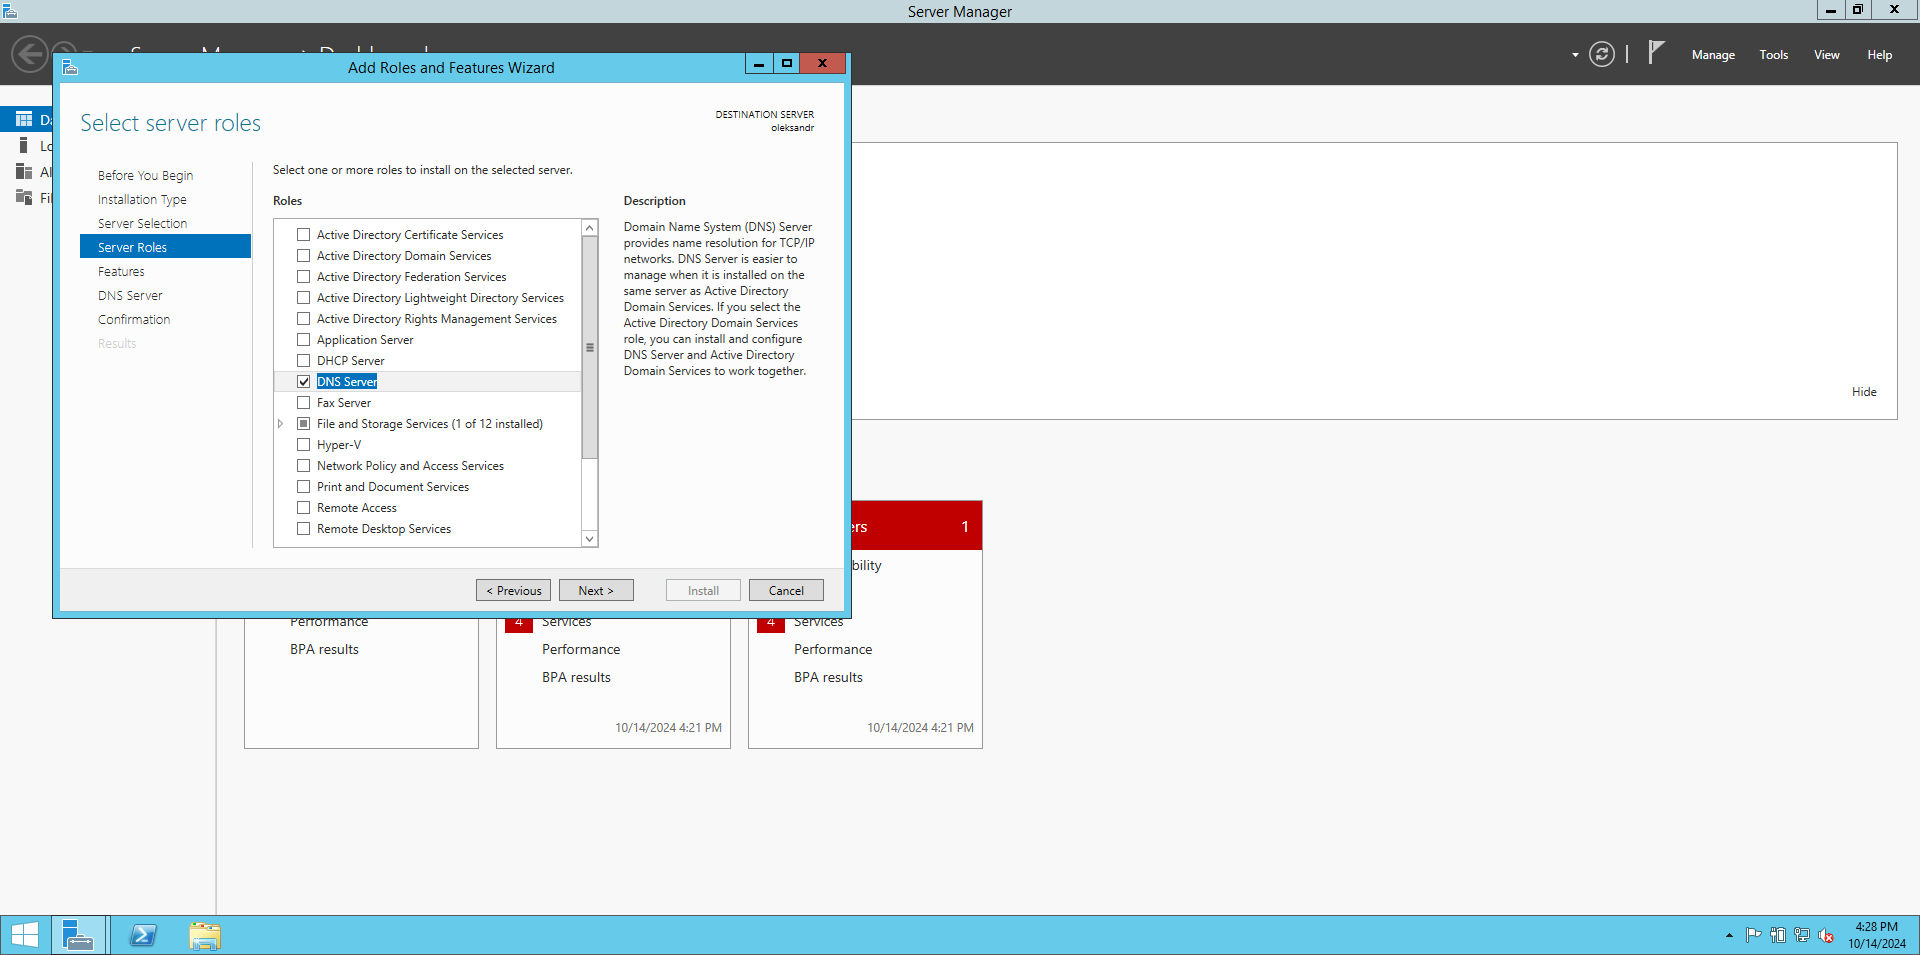 Server Manager
Manage
Tools
View
Help
Add Roles and Features Wizard
Select server roles
DESTINATION SERVER
oleksandr
Before You Begin
Installation Type
Server Selection
Server Roles
Features
DNS Server
Confirmation
Results
Select one or more roles to install on the selected server.
Roles
Active Directory Certificate Services
Active Directory Domain Services
Active Directory Federation Services
Active Directory Lightweight Directory Services
Active Directory Rights Management Services
Application Server
DHCP Server
DNS Server
Fax Server
File and Storage Services (1 of 12 installed)
Hyper-V
Network Policy and Access Services
Print and Document Services
Remote Access
Remote Desktop Services
Description
Domain Name System (DNS) Server
provides name resolution for TCP/IP
networks. DNS Server is easier to
manage when it is installed on the
same server as Active Directory
Domain Services. If you select the
Active Directory Domain Services
role, you can install and configure
DNS Server and Active Directory
Domain Services to work together.
< Previous
Next >
Install
Cancel
Hide
ers 1
bility
Performance
BPA results
4 Services
Performance
BPA results
10/14/2024 4:21 PM
4 Services
Performance
BPA results
10/14/2024 4:21 PM
4:28 PM
10/14/2024